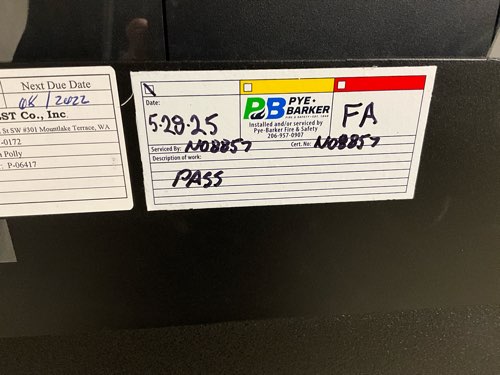 Next Due Date
08/2022
ST Co., Inc
St SW #301 Mountlake Terrace, WA
-0172
Polly
P-06417
Date:
5-28-25
PB PYE+
BARKER
FIRE & SAFETY
FA
Installed and/or serviced by
Pye-Barker Fire & Safety
206-957-0907
Serviced By: N08857
Cert. No: N08857
Description of work:
PASS